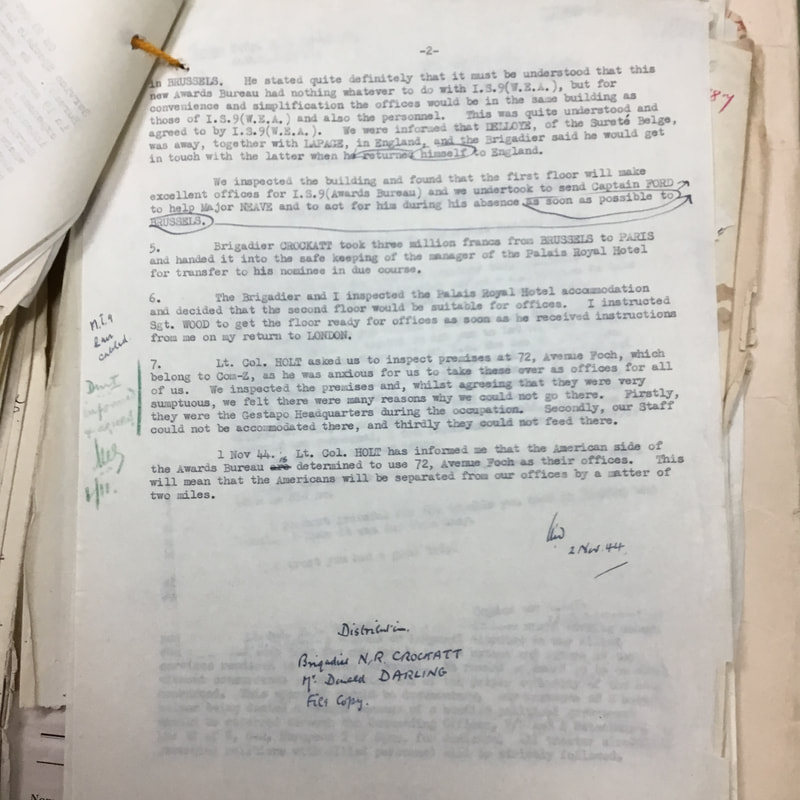 -2-
in BRUSSELS. He stated quite definitely that it must be understood that this
new Awards Bureau had nothing whatever to do with I.S.9(W.E.A.), but for
convenience and simplification the offices would be in the same building as
those of I.S.9(W.E.A.) and also the personnel. This was quite understood and
agreed to by I.S.9(W.E.A.). We were informed that DELLOYE, of the Sureté Belge,
was away, together with LAPAGE, in England, and the Brigadier said he would get
in touch with the latter when he returned himself to England.
We inspected the building and found that the first floor will make
excellent offices for I.S.9(Awards Bureau) and we undertook to send Captain FORD
to help Major NEAVE and to act for him during his absence as soon as possible to
BRUSSELS.
5. Brigadier CROCKATT took three million francs from BRUSSELS to PARIS
and handed it into the safe keeping of the manager of the Palais Royal Hotel
for transfer to his nominee in due course.
6. The Brigadier and I inspected the Palais Royal Hotel accommodation
and decided that the second floor would be suitable for offices. I instructed
Sgt. WOOD to get the floor ready for offices as soon as he received instructions
from me on my return to LONDON.
M.I.9
cabled.
7. Lt. Col. HOLT asked us to inspect premises at 72, Avenue Foch, which
belong to Com-Z, as he was anxious for us to take these over as offices for all
of us. We inspected the premises and, whilst agreeing that they were very
sumptuous, we felt there were many reasons why we could not go there. Firstly,
they were the Gestapo Headquarters during the occupation. Secondly, our Staff
could not be accommodated there, and thirdly they could not feed there.
informed
1 Nov 44. Lt. Col. HOLT has informed me that the American side of
the Awards Bureau are is determined to use 72, Avenue Foch as their offices. This
will mean that the Americans will be separated from our offices by a matter of
two miles.
2 Nov. 44.
Distribution.
Brigadier N.R. CROCKATT
Mr. Donald DARLING
File Copy.